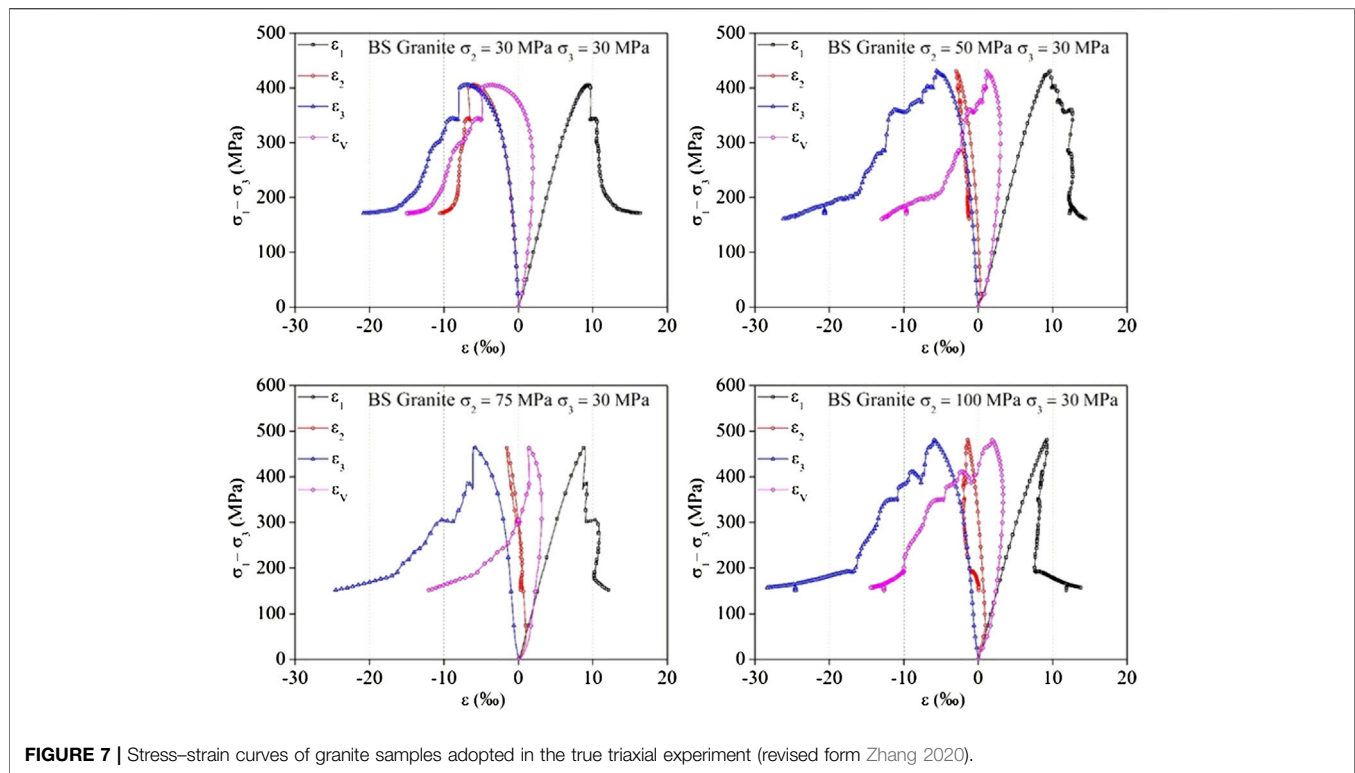 500
400
300
200
100
0
σ₁ – σ₃ (MPa)
ε₁
ε₂
ε₃
εᵥ
BS Granite σ₂ = 30 MPa σ₃ = 30 MPa
-30 -20 -10 0 10 20
ε (‰)
500
400
300
200
100
0
σ₁ – σ₃ (MPa)
ε₁
ε₂
ε₃
εᵥ
BS Granite σ₂ = 50 MPa σ₃ = 30 MPa
-30 -20 -10 0 10 20
ε (‰)
600
500
400
300
200
100
0
σ₁ – σ₃ (MPa)
ε₁
ε₂
ε₃
εᵥ
BS Granite σ₂ = 75 MPa σ₃ = 30 MPa
-30 -20 -10 0 10 20
ε (‰)
600
500
400
300
200
100
0
σ₁ – σ₃ (MPa)
ε₁
ε₂
ε₃
εᵥ
BS Granite σ₂ = 100 MPa σ₃ = 30 MPa
-30 -20 -10 0 10 20
ε (‰)
FIGURE 7 | Stress–strain curves of granite samples adopted in the true triaxial experiment (revised form Zhang 2020).